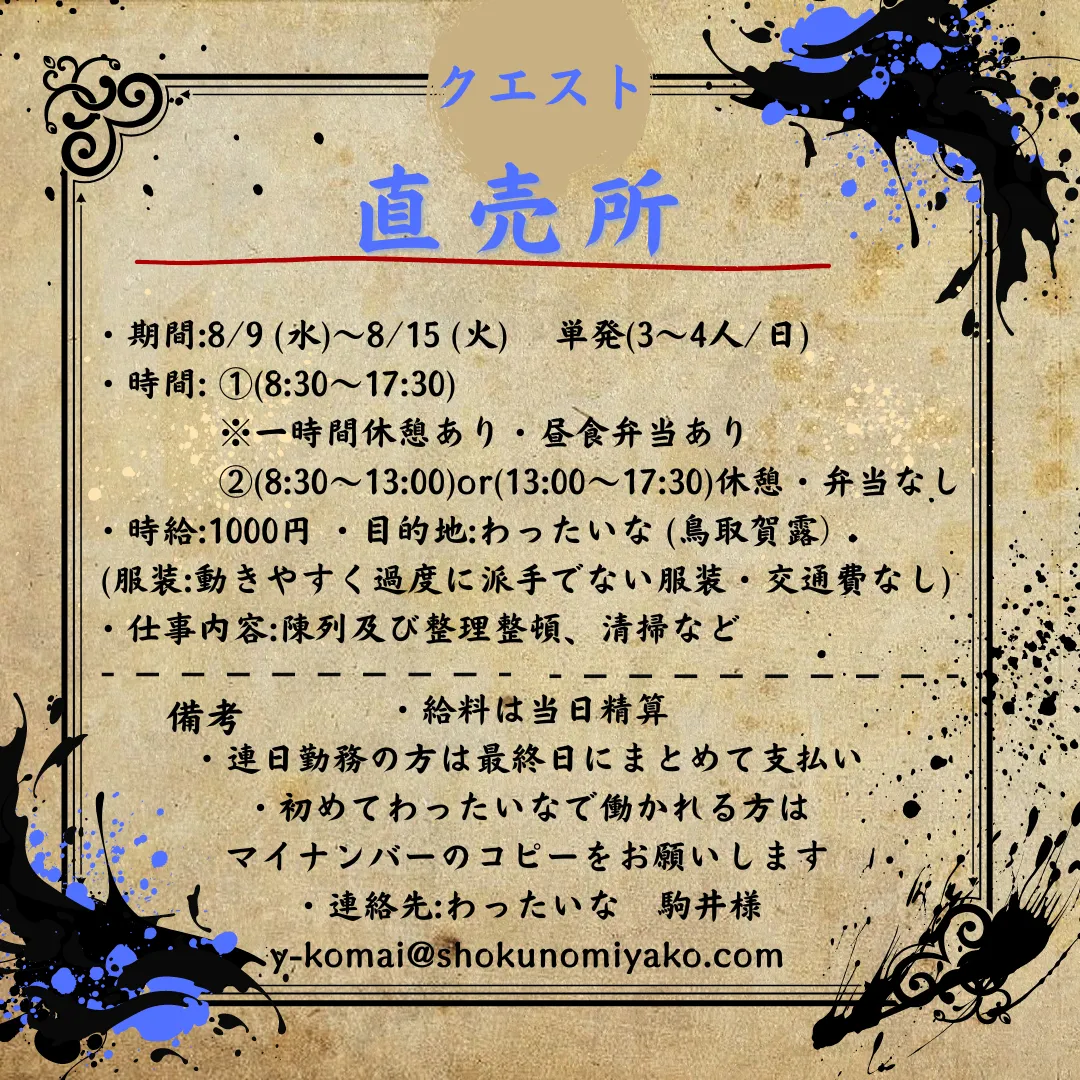 クエスト
直売所
・期間:8/9 (水)～8/15 (火)　単発(3～4人/日)
・時間: ①(8:30～17:30)
※一時間休憩あり・昼食弁当あり
②(8:30～13:00)or(13:00～17:30)休憩・弁当なし
・時給:1000円 ・目的地:わったいな (鳥取賀露)
(服装:動きやすく過度に派手でない服装・交通費なし)
・仕事内容:陳列及び整理整頓、清掃など
備考　・給料は当日精算
・連日勤務の方は最終日にまとめて支払い
・初めてわったいなで働かれる方は
マイナンバーのコピーをお願いします
・連絡先:わったいな　駒井様
y-komai@shokunomiyako.com